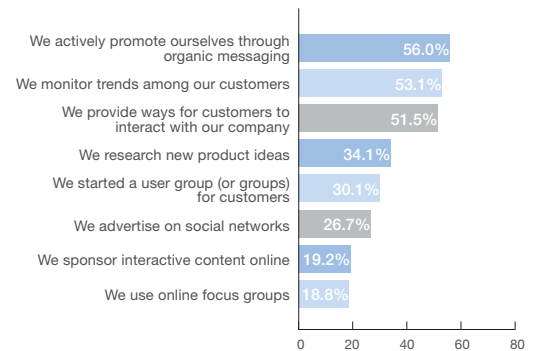 We actively promote ourselves through
organic messaging
56.0%
We monitor trends among our customers
53.1%
We provide ways for customers to
interact with our company
51.5%
We research new product ideas
34.1%
We started a user group (or groups)
for customers
30.1%
We advertise on social networks
26.7%
We sponsor interactive content online
19.2%
We use online focus groups
18.8%
0 20 40 60 80